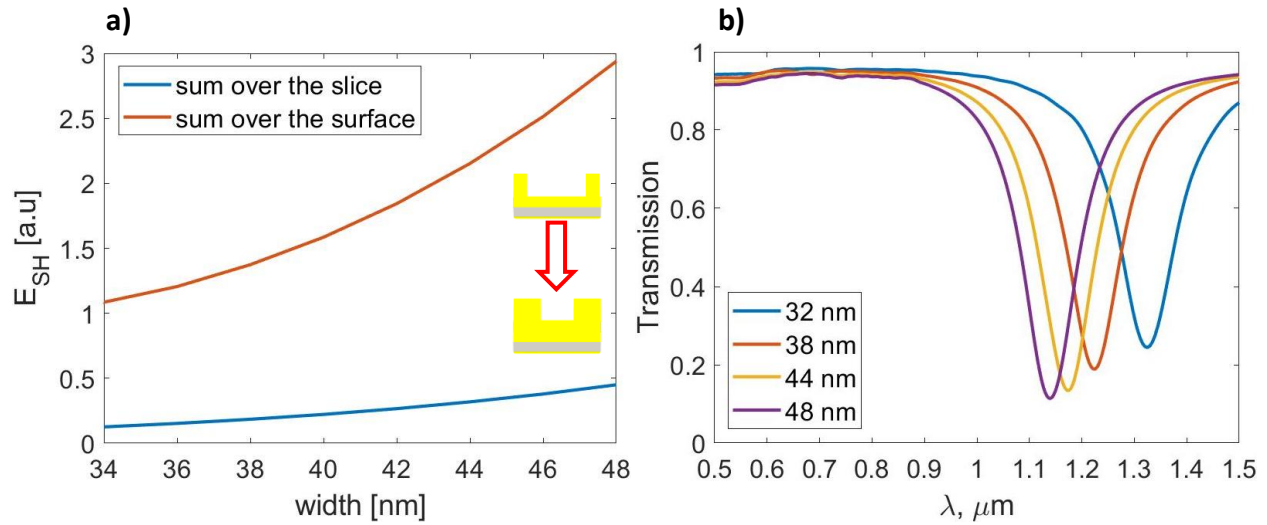 a)
3
2.5
2
1.5
1
0.5
0
E_SH [a.u]
sum over the slice
sum over the surface
34 36 38 40 42 44 46 48
width [nm]
b)
1
0.8
0.6
0.4
0.2
0
Transmission
32 nm
38 nm
44 nm
48 nm
0.5 0.6 0.7 0.8 0.9 1 1.1 1.2 1.3 1.4 1.5
λ, μm